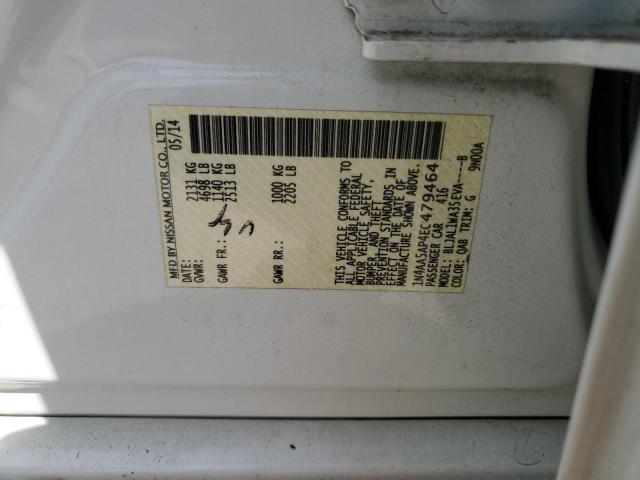 MFD BY NISSAN MOTOR CO., LTD.
05/14
GVWR: 2131 KG
4698 LB
GAWR FR.: 1140 KG
2513 LB
GAWR RR.: 1000 KG
2205 LB
THIS VEHICLE CONFORMS TO
ALL APPLICABLE FEDERAL
MOTOR VEHICLE SAFETY,
BUMPER, AND THEFT
PREVENTION STANDARDS IN
EFFECT ON THE DATE OF
MANUFACTURE SHOWN ABOVE.
1N4AA5AP0EC479464
PASSENGER CAR 416
MODEL: BDJALLWA35EVA----B
COLOR: QAB TRIM: G 9N00A